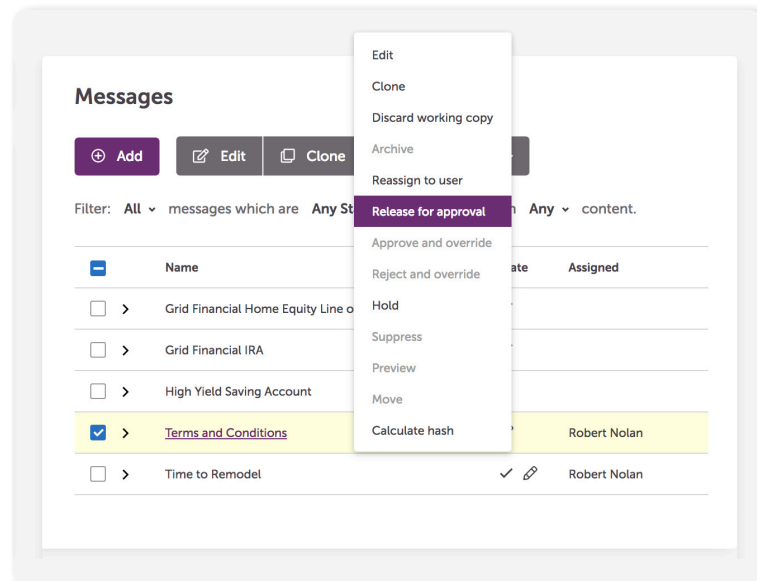 Messages
Add Edit Clone
Filter: All messages which are Any Any content.
Name Assigned
Grid Financial Home Equity Line
Grid Financial IRA
High Yield Saving Account
Terms and Conditions Robert Nolan
Time to Remodel Robert Nolan
Edit
Clone
Discard working copy
Archive
Reassign to user
Release for approval
Approve and override
Reject and override
Hold
Suppress
Preview
Move
Calculate hash